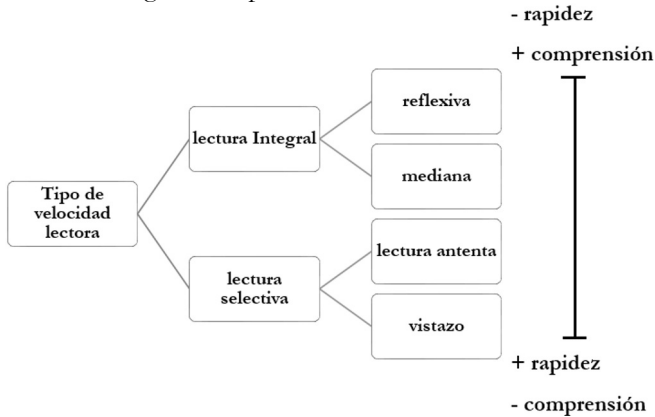 - rapidez
+ comprensión
reflexiva
lectura Integral
mediana
Tipo de
velocidad
lectora
lectura antenta
lectura
selectiva
vistazo
+ rapidez
- comprensión